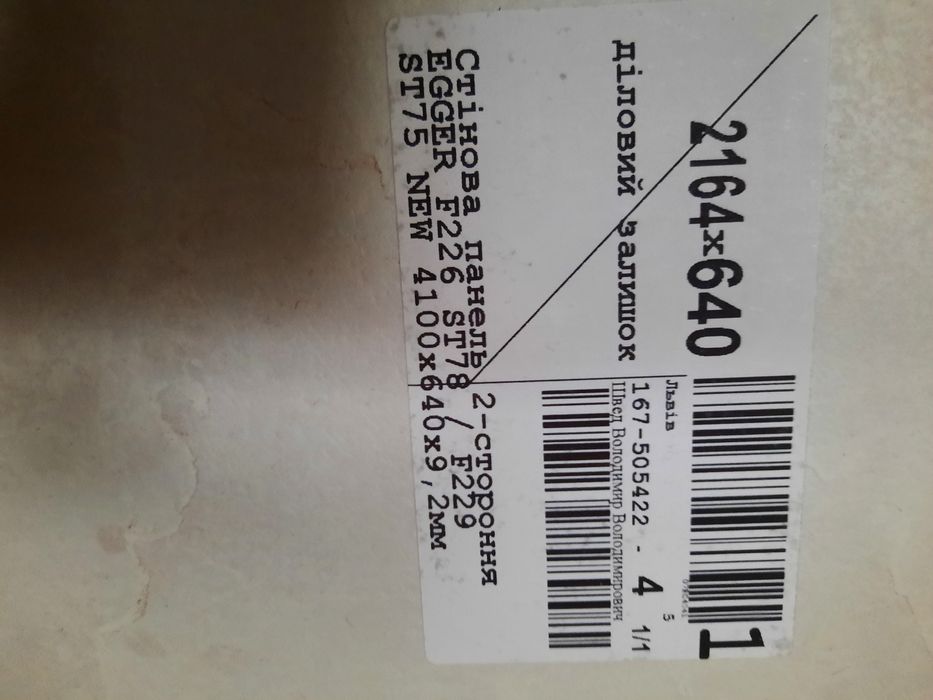 2164x640
1
 діловий залишок
Львів
167-505422 - 4
5
1/1
Швед Володимир Володимирович
Стінова панель 2-стороння
EGGER F226 ST78 / F229
ST75 NEW 4100x640x9,2мм